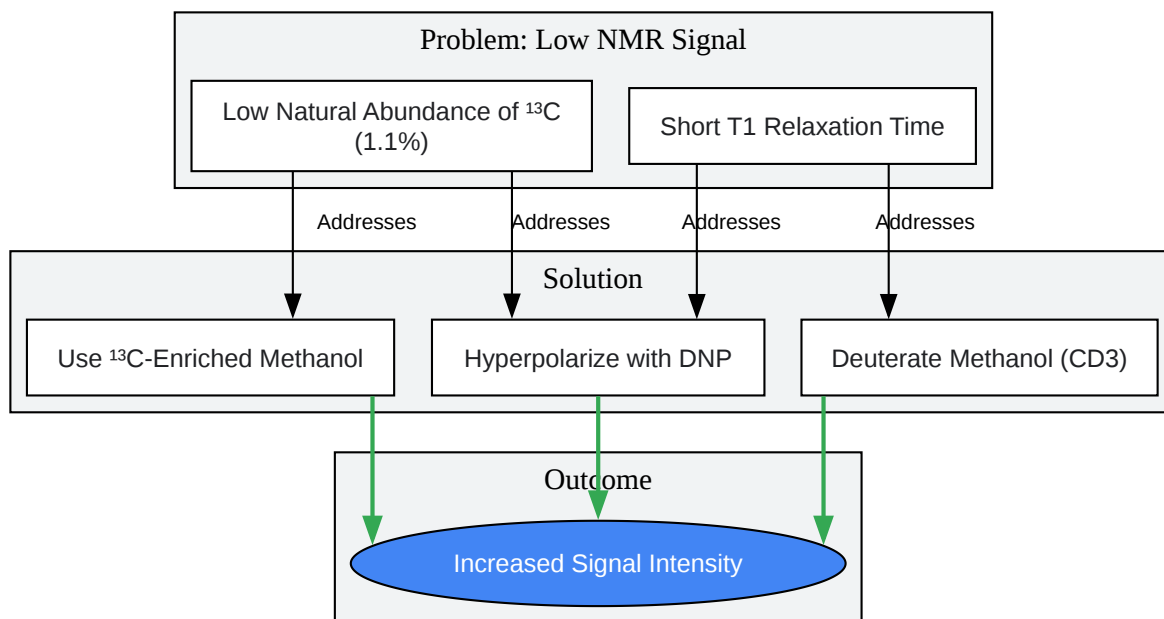 Problem: Low NMR Signal
Low Natural Abundance of ¹³C
(1.1%)
Short T1 Relaxation Time
Addresses
Addresses
Addresses
Addresses
Solution
Use ¹³C-Enriched Methanol
Hyperpolarize with DNP
Deuterate Methanol (CD3)
Outcome
Increased Signal Intensity